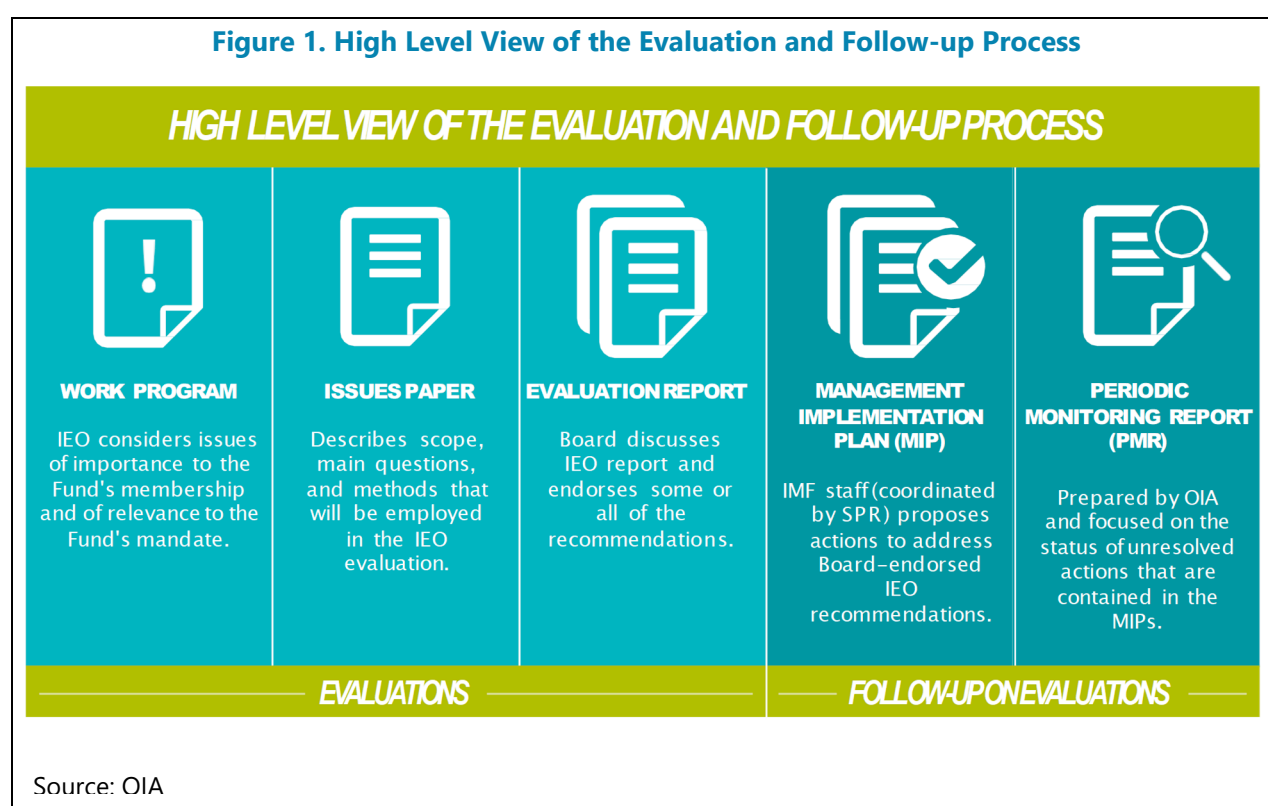 Figure 1. High Level View of the Evaluation and Follow-up Process
HIGH LEVEL VIEW OF THE EVALUATION AND FOLLOW-UP PROCESS
WORK PROGRAM
IEO considers issues
of importance to the
Fund's membership
and of relevance to the
Fund's mandate.
ISSUES PAPER
Describes scope,
main questions,
and methods that
will be employed
in the IEO
evaluation.
EVALUATION REPORT
Board discusses
IEO report and
endorses some or
all of the
recommendations.
MANAGEMENT
IMPLEMENTATION
PLAN (MIP)
IMF staff (coordinated
by SPR) proposes
actions to address
Board-endorsed
IEO
recommendations.
PERIODIC
MONITORING REPORT
(PMR)
Prepared by OIA
and focused on the
status of unresolved
actions that are
contained in the
MIPs.
EVALUATIONS
FOLLOW-UP ON EVALUATIONS
Source: OIA